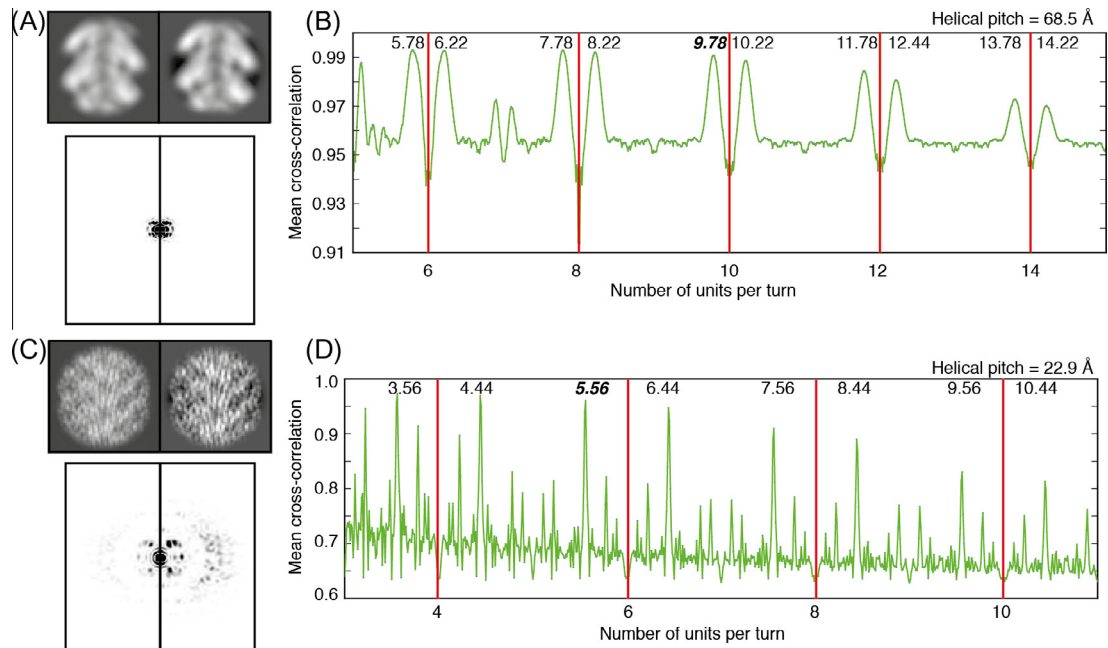 (A)
(B)
Helical pitch = 68.5 Å
5.78 6.22 7.78 8.22 9.78 10.22 11.78 12.44 13.78 14.22
0.99
0.97
0.95
0.93
0.91
Mean cross-correlation
6 8 10 12 14
Number of units per turn
(C)
(D)
Helical pitch = 22.9 Å
3.56 4.44 5.56 6.44 7.56 8.44 9.56 10.44
1.0
0.9
0.8
0.7
0.6
Mean cross-correlation
4 6 8 10
Number of units per turn